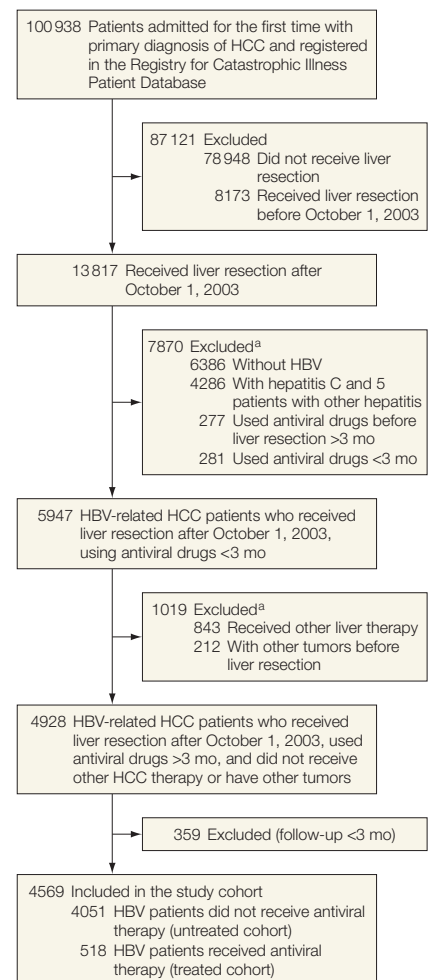 100 938 Patients admitted for the first time with
primary diagnosis of HCC and registered
in the Registry for Catastrophic Illness
Patient Database
87 121 Excluded
78 948 Did not receive liver
resection
8173 Received liver resection
before October 1, 2003
13 817 Received liver resection after
October 1, 2003
7870 Excludedᵃ
6386 Without HBV
4286 With hepatitis C and 5
patients with other hepatitis
277 Used antiviral drugs before
liver resection >3 mo
281 Used antiviral drugs <3 mo
5947 HBV-related HCC patients who received
liver resection after October 1, 2003,
using antiviral drugs <3 mo
1019 Excludedᵃ
843 Received other liver therapy
212 With other tumors before
liver resection
4928 HBV-related HCC patients who received
liver resection after October 1, 2003, used
antiviral drugs >3 mo, and did not receive
other HCC therapy or have other tumors
359 Excluded (follow-up <3 mo)
4569 Included in the study cohort
4051 HBV patients did not receive antiviral
therapy (untreated cohort)
518 HBV patients received antiviral
therapy (treated cohort)